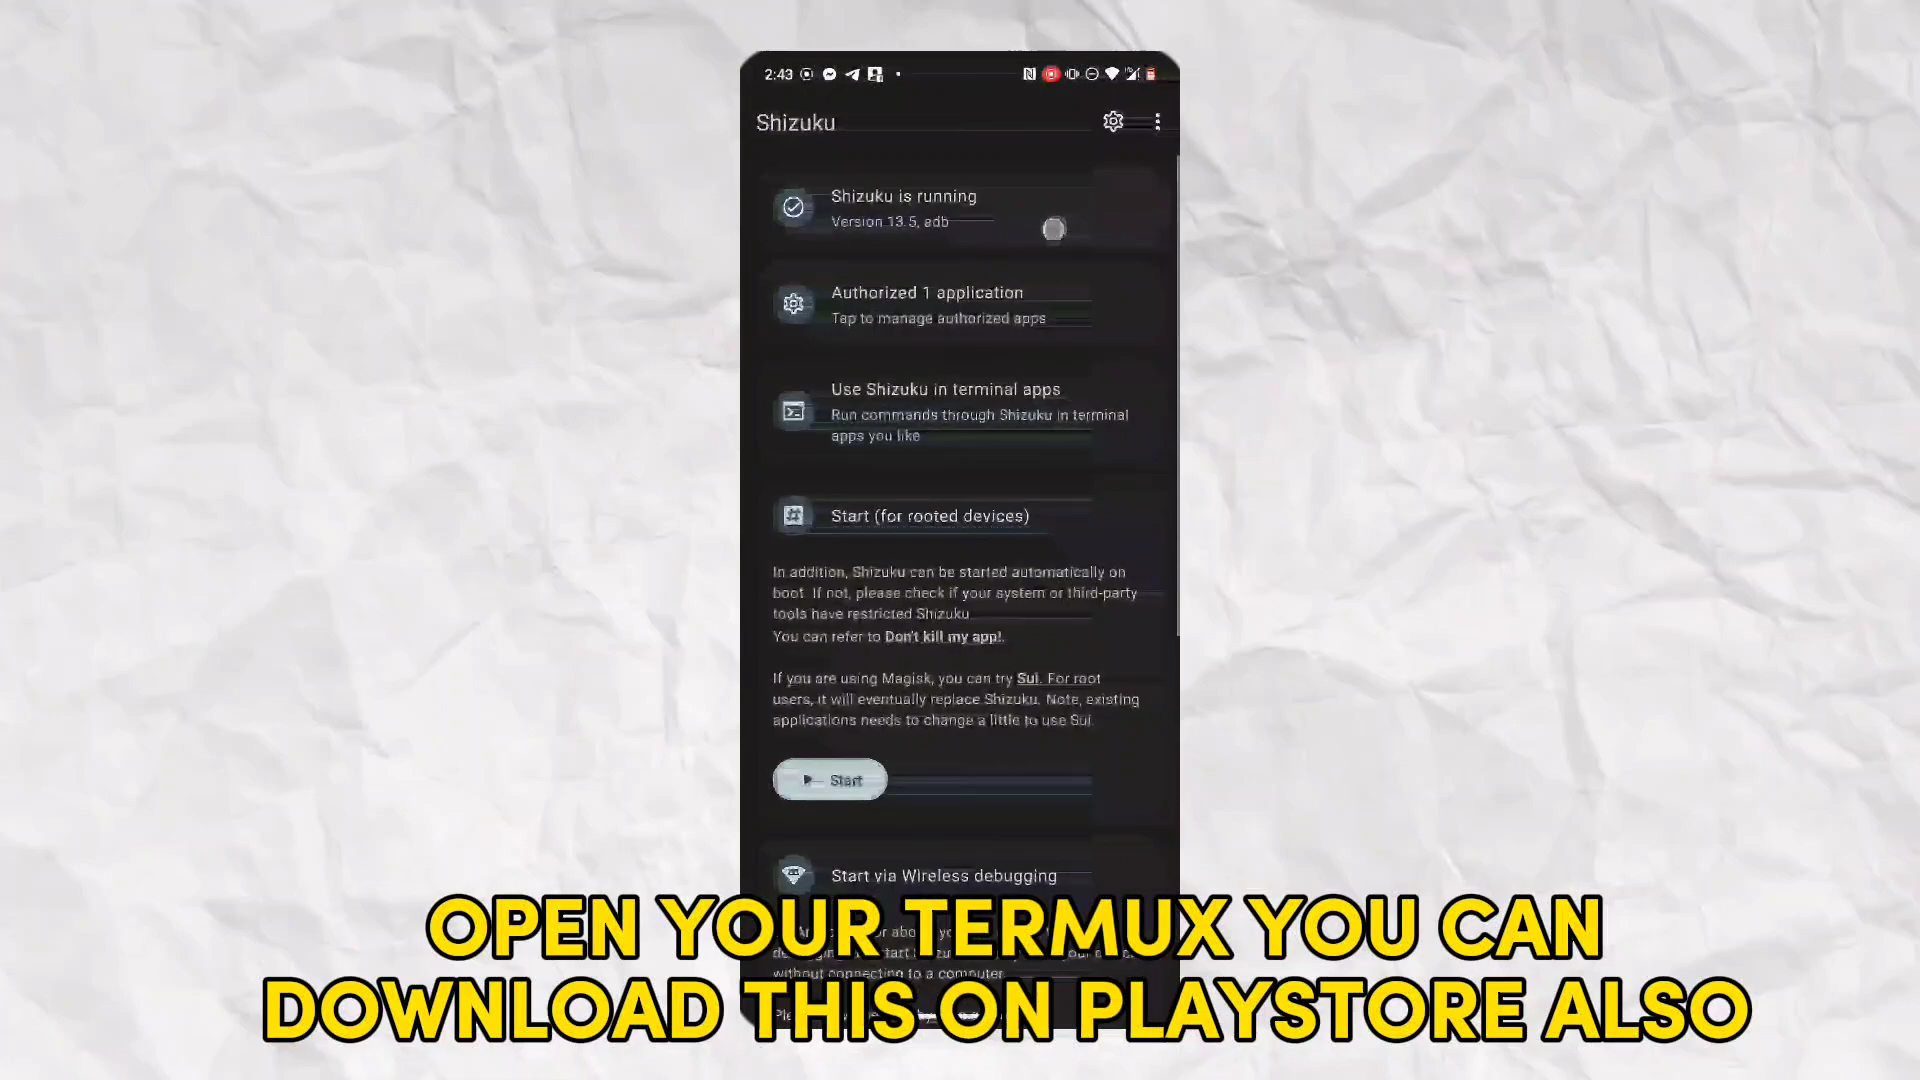 2:43
Shizuku
Shizuku is running
Version 13.5, adb
Authorized 1 application
Tap to manage authorized apps
Use Shizuku in terminal apps
Run commands through Shizuku in terminal
apps you like
Start (for rooted devices)
In addition, Shizuku can be started automatically on
boot. If not, please check if your system or third-party
tools have restricted Shizuku
You can refer to Don't kill my app!.
If you are using Magisk, you can try Sui. For root
users, it will eventually replace Shizuku. Note, existing
applications needs to change a little to use Sui.
Start
Start via Wireless debugging
without connecting to a computer.
OPEN YOUR TERMUX YOU CAN
DOWNLOAD THIS ON PLAYSTORE ALSO